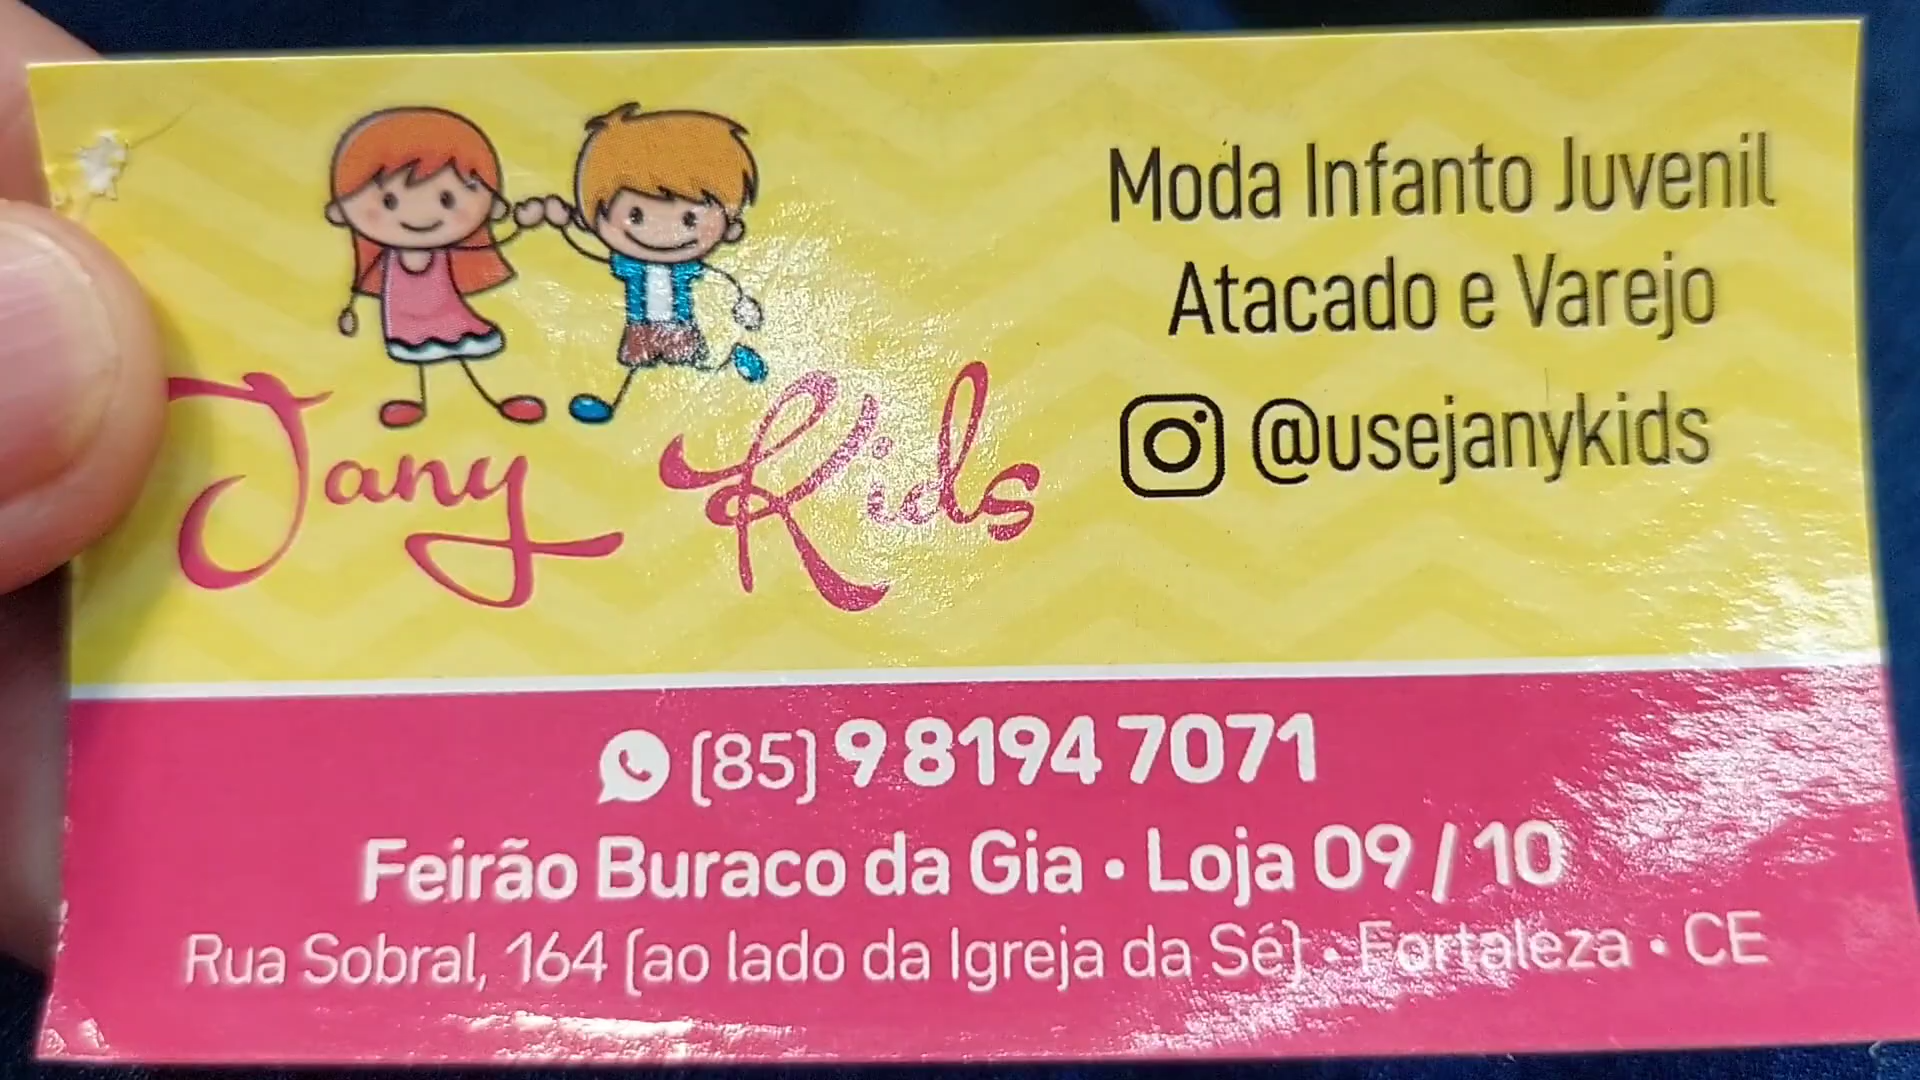 Jany Kids
Moda Infanto Juvenil
Atacado e Varejo
@usejanykids
(85) 9 8194 7071
Feirão Buraco da Gia • Loja 09 / 10
Rua Sobral, 164 (ao lado da Igreja da Sé) • Fortaleza • CE